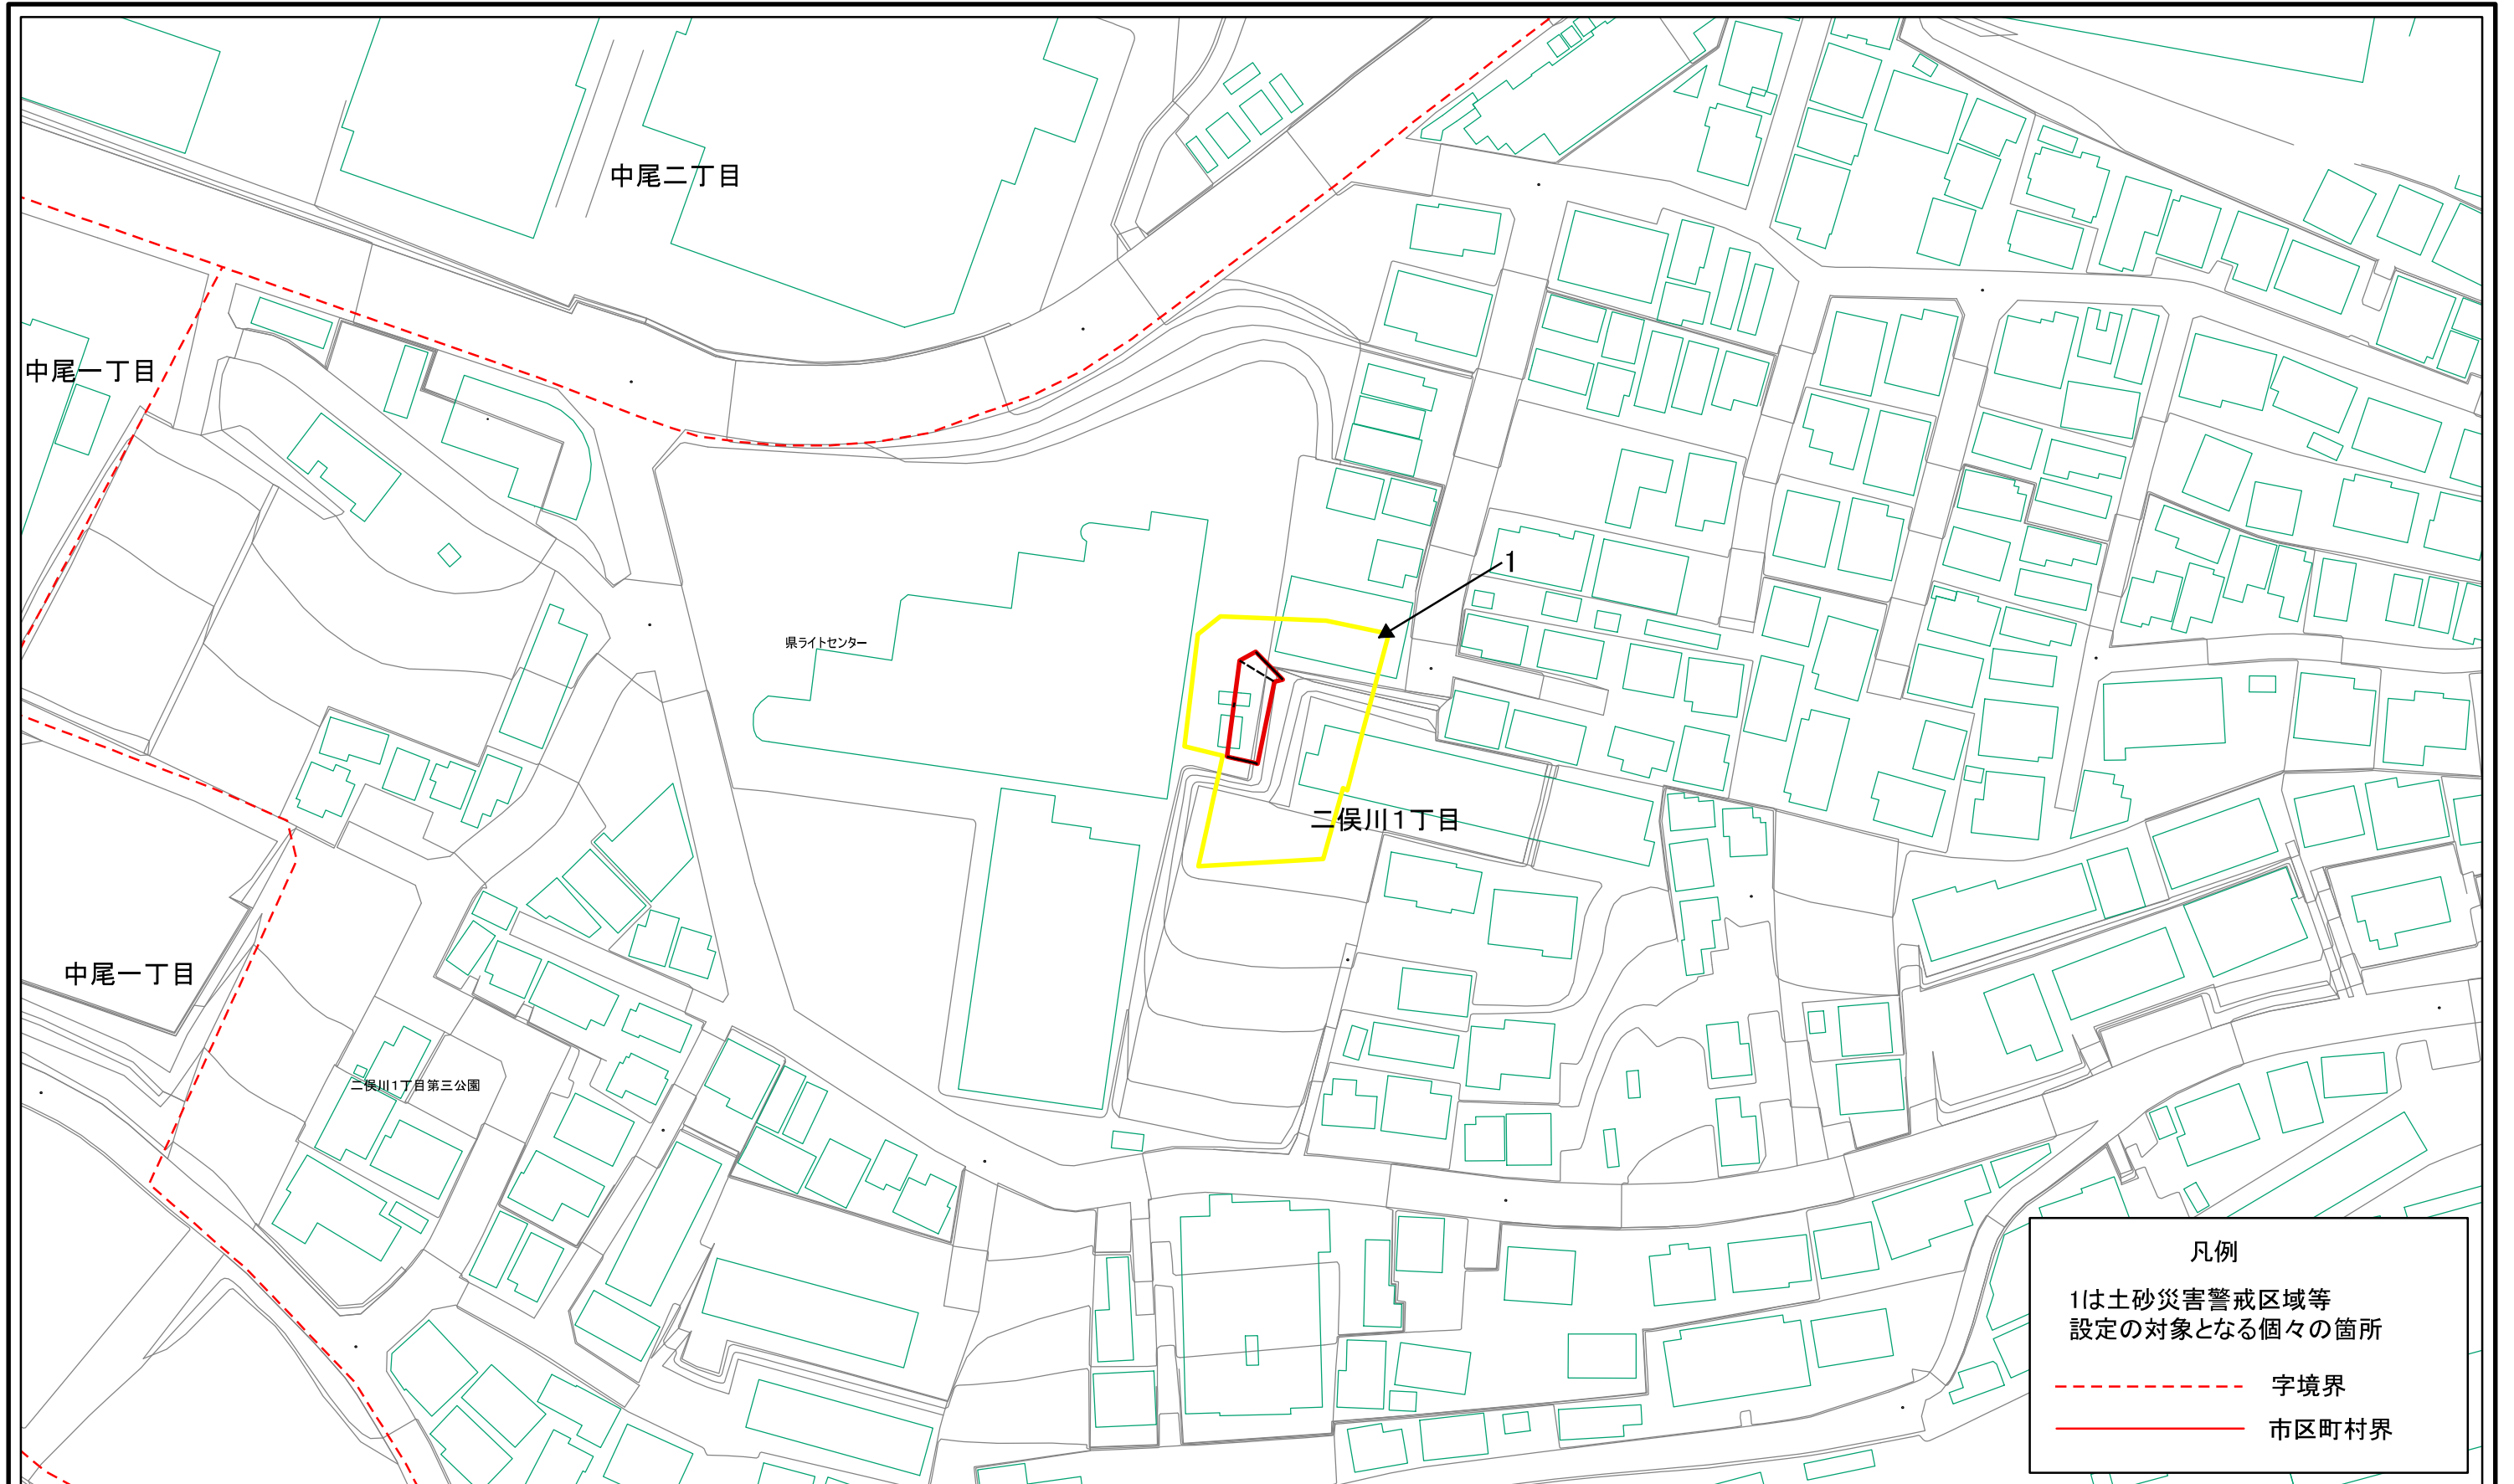 中尾二丁目
中尾一丁目
1
県ライトセンター
二俣川1丁目
中尾一丁目
二俣川1丁目第三公園
凡例
1は土砂災害警戒区域等
設定の対象となる個々の箇所
字境界
市区町村界